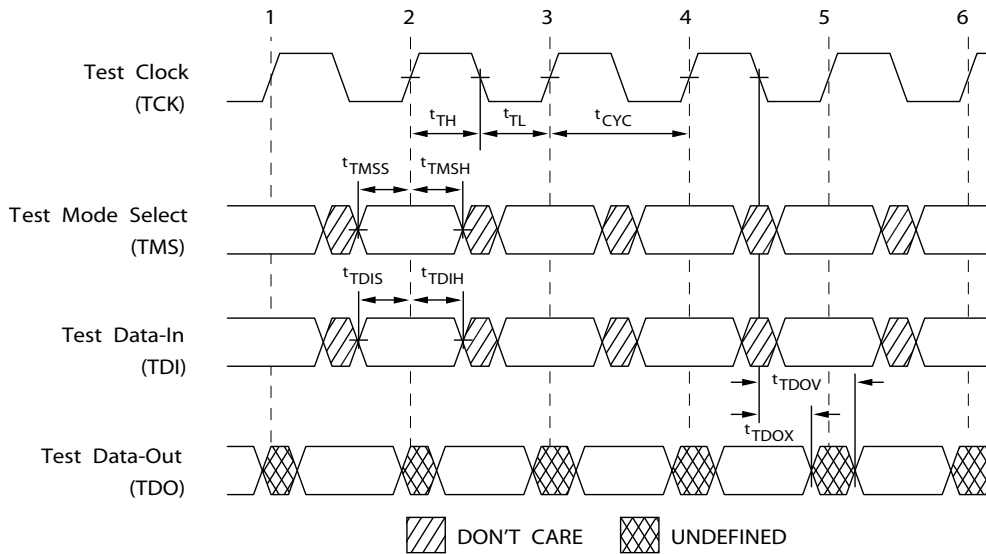 1 2 3 4 5 6
Test Clock
(TCK)
tTH tTL tCYC
tTMSS tTMSH
Test Mode Select
(TMS)
tTDIS tTDIH
Test Data-In
(TDI)
tTDOV
tTDOX
Test Data-Out
(TDO)
DON'T CARE UNDEFINED